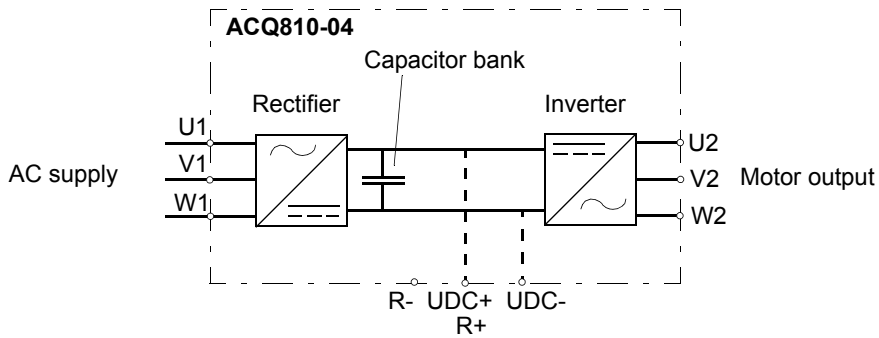 ACQ810-04
Capacitor bank
Rectifier
Inverter
U1
U2
V1
AC supply
V2
Motor output
W1
W2
R- UDC+ UDC-
R+